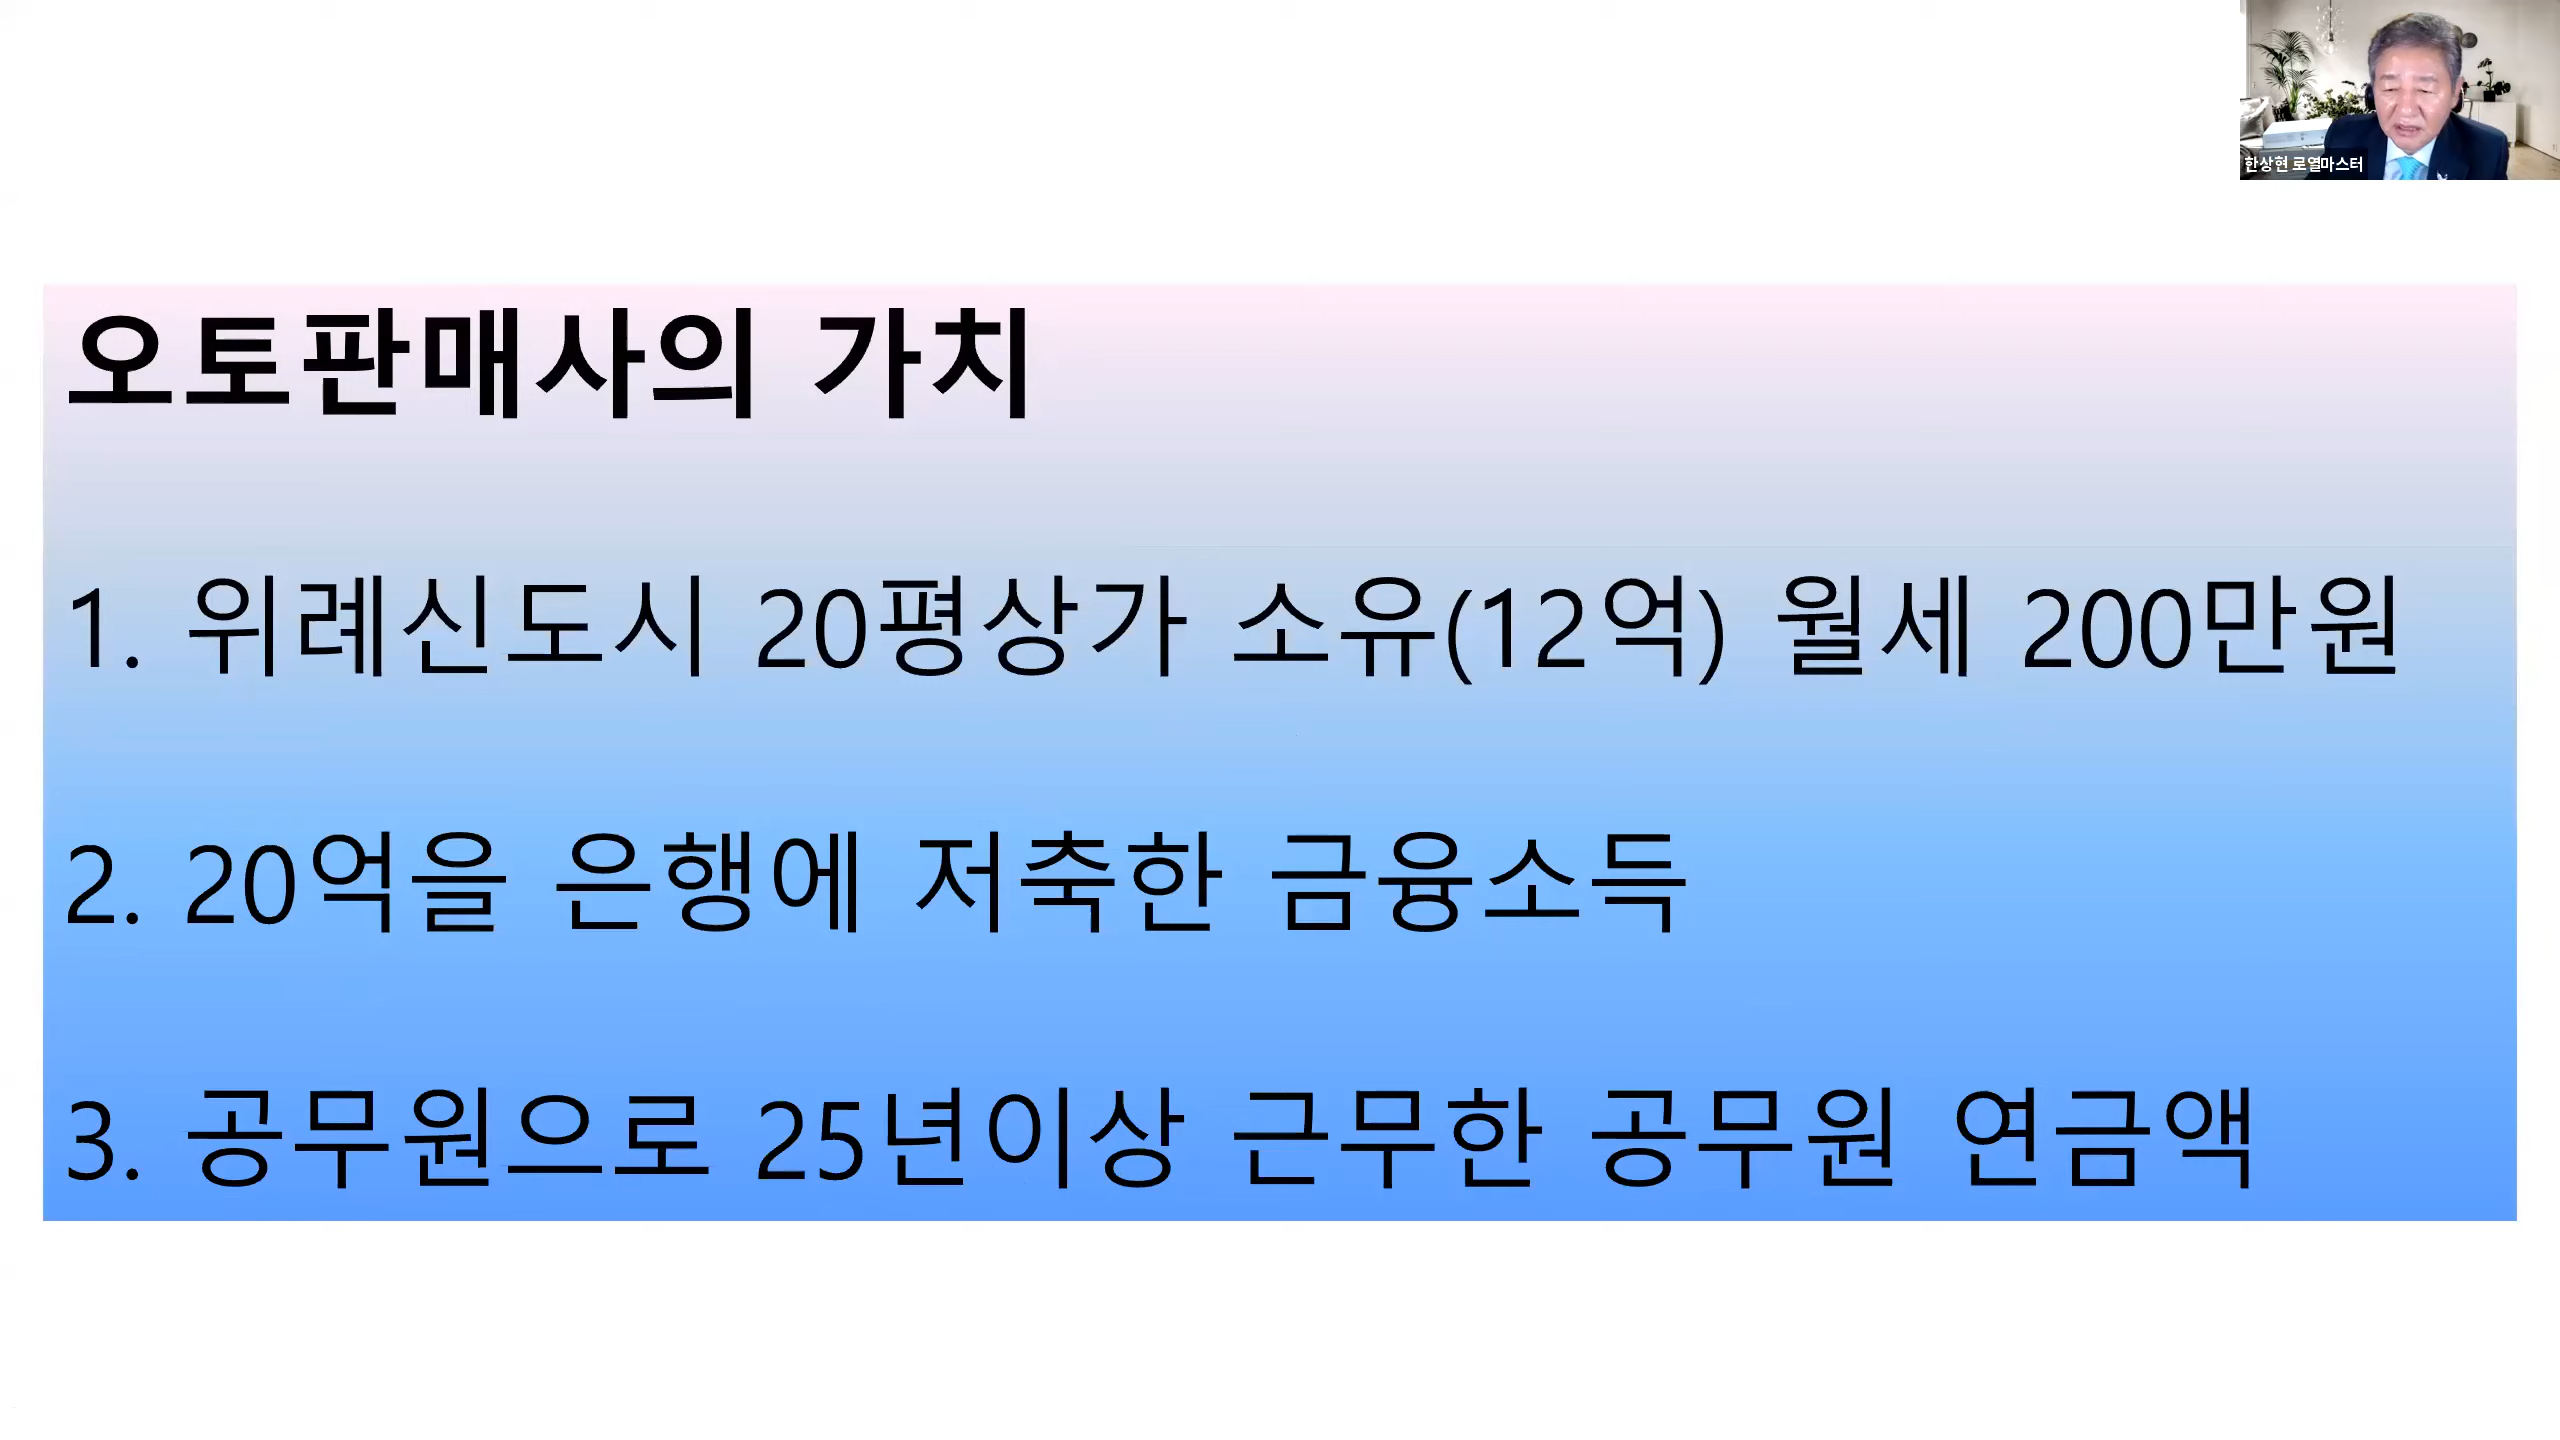 한상현 로열마스터
오토판매사의 가치
1. 위례신도시 20평상가 소유(12억) 월세 200만원
2. 20억을 은행에 저축한 금융소득
3. 공무원으로 25년이상 근무한 공무원 연금액